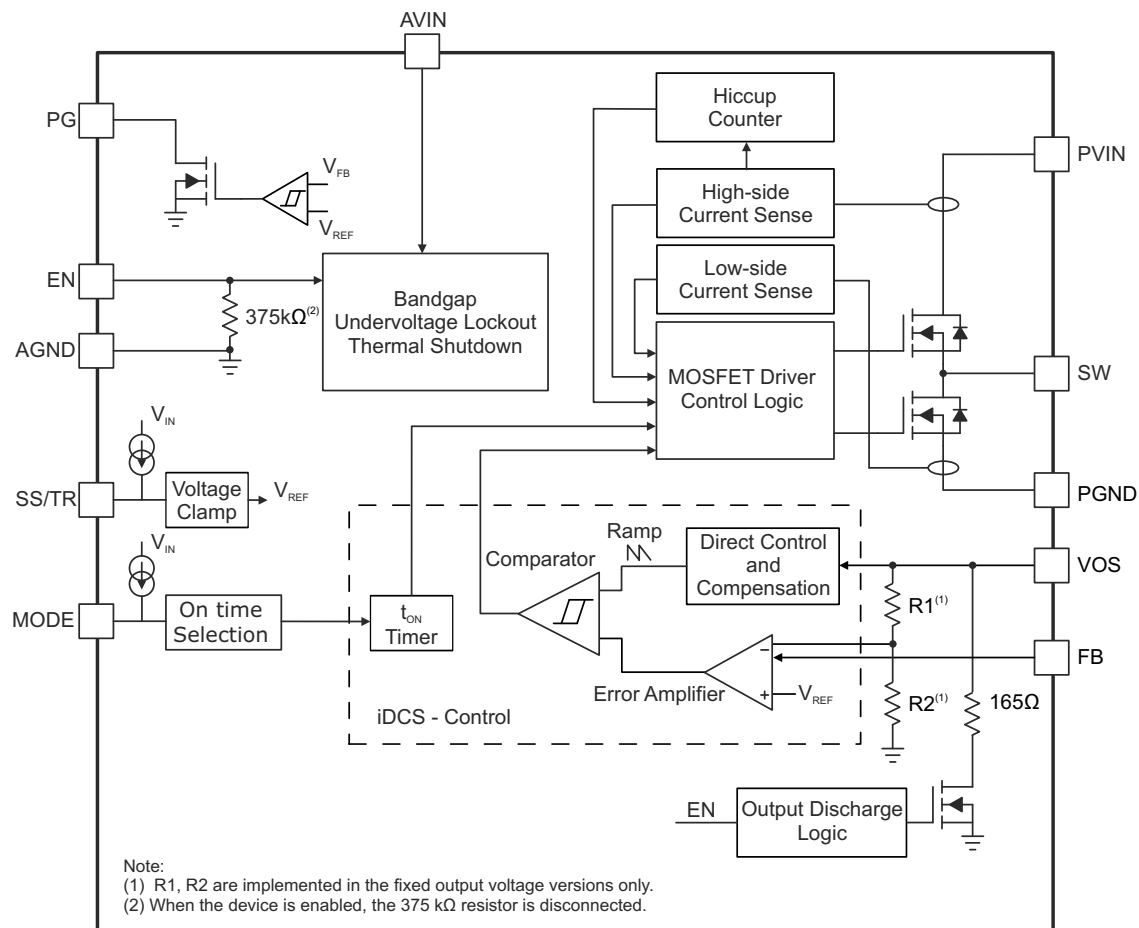 AVIN
PG
V_FB
V_REF
Hiccup
Counter
PVIN
High-side
Current Sense
EN
375kΩ(2)
AGND
Bandgap
Undervoltage Lockout
Thermal Shutdown
Low-side
Current Sense
MOSFET Driver
Control Logic
SW
V_IN
SS/TR
Voltage
Clamp
V_REF
PGND
V_IN
MODE
On time
Selection
t_ON
Timer
Comparator
Ramp
Direct Control
and
Compensation
VOS
R1(1)
FB
−
+
V_REF
Error Amplifier
R2(1)
165Ω
iDCS - Control
EN
Output Discharge
Logic
Note:
(1) R1, R2 are implemented in the fixed output voltage versions only.
(2) When the device is enabled, the 375 kΩ resistor is disconnected.